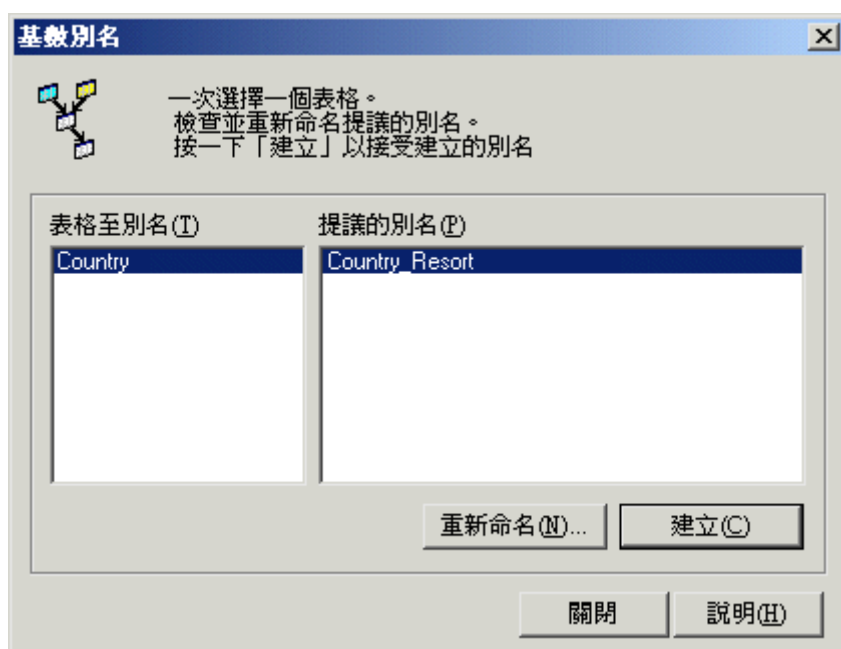 基數別名
一次選擇一個表格。
檢查並重新命名提議的別名。
按一下「建立」以接受建立的別名
表格至別名(T) 提議的別名(P)
Country Country_Resort
重新命名(N)... 建立(C)
關閉 說明(H)